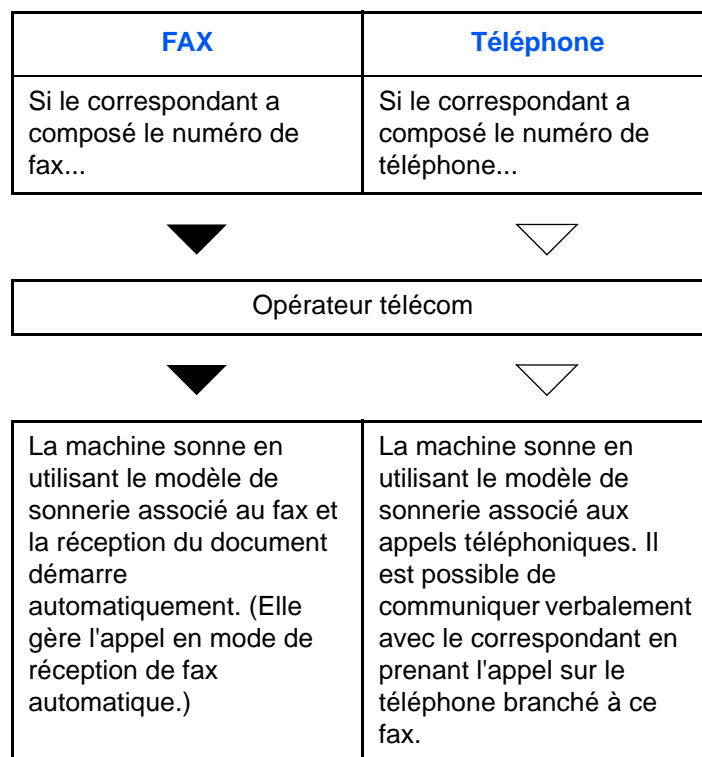 FAX
Téléphone
Si le correspondant a
composé le numéro de
fax...
Si le correspondant a
composé le numéro de
téléphone...
Opérateur télécom
La machine sonne en
utilisant le modèle de
sonnerie associé au fax et
la réception du document
démarre
automatiquement. (Elle
gère l'appel en mode de
réception de fax
automatique.)
La machine sonne en
utilisant le modèle de
sonnerie associé aux
appels téléphoniques. Il
est possible de
communiquer verbalement
avec le correspondant en
prenant l'appel sur le
téléphone branché à ce
fax.